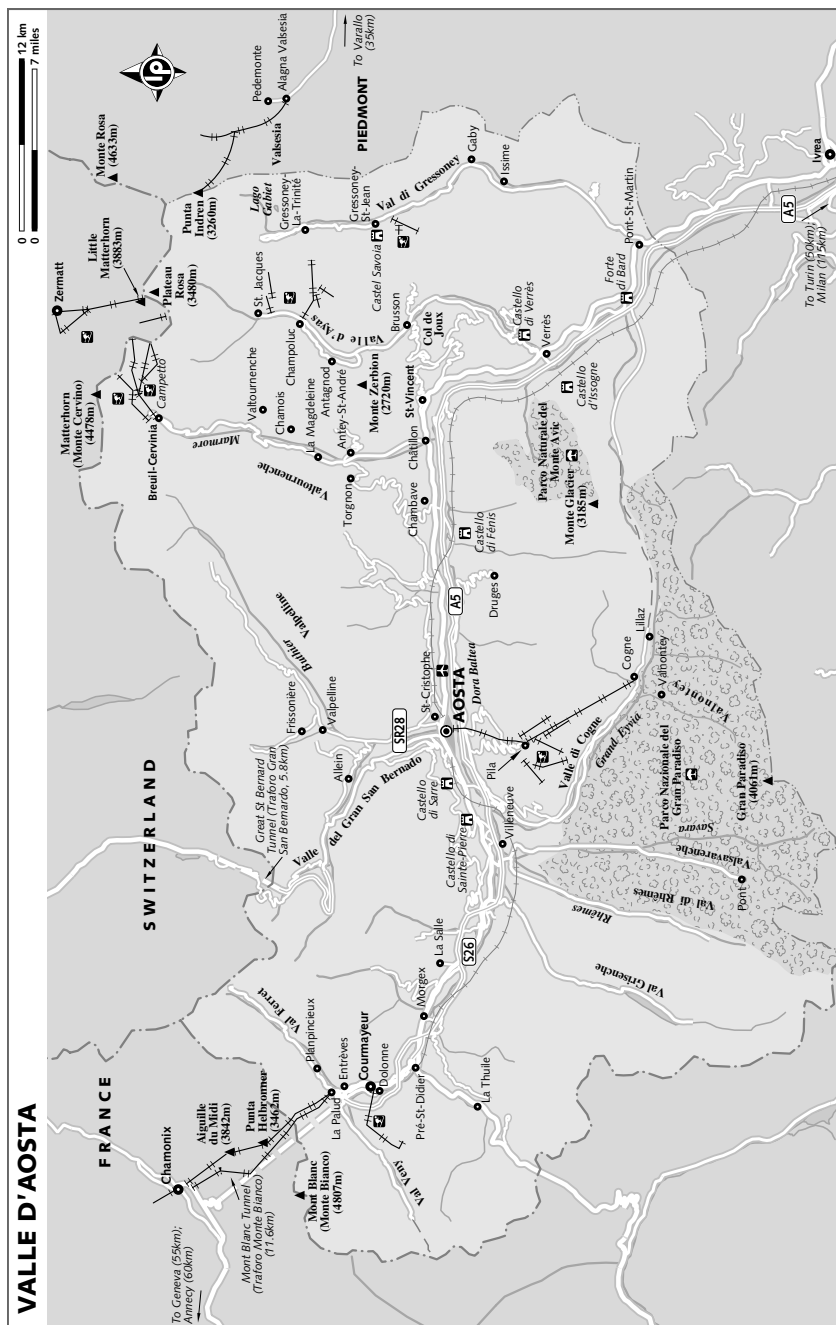 VALLE D'AOSTA
0 12 km
0 7 miles
FRANCE
SWITZERLAND
PIEDMONT
lp
To Geneva (55km);
Annecy (60km)
Chamonix
Mont Blanc Tunnel
(Traforo Monte Bianco)
(11.6km)
Aiguille
du Midi
(3842m)
Punta
Helbronner
(3462m)
Mont Blanc
(Monte Bianco)
(4807m)
Val Ferret
Planpincieux
Entrèves
La Palud
Courmayeur
Dolonne
Val Veny
Pré-St-Didier
La Thuile
Morgex
La Salle
S26
Val Grisenche
Rhêmes
Val di Rhêmes
Great St Bernard
Tunnel (Traforo Gran
San Bernardo, 5.8km)
Valle del Gran San Bernado
Allein
Frissonière
Valpelline
Buthier
Valpelline
SR28
St-Cristophe
AOSTA
Dora Baltea
A5
Castello
di Sarre
Castello di
Sainte-Pierre
Villeneuve
Pila
Valle di Cogne
Grand Eyvia
Cogne
Lillaz
Valnontey
Valnontey
Parco Nazionale del
Gran Paradiso
Gran Paradiso
(4061m)
Savara
Valsavarenche
Pont
Druges
Castello
di Fénis
Chambave
Châtillon
St-Vincent
Torgnon
Antey-St-André
La Magdeleine
Chamois
Valtournenche
Valtournenche
Marmore
Breuil-Cervinia
Campetto
Matterhorn
(Monte Cervino)
(4478m)
Zermatt
Little
Matterhorn
(3883m)
Plateau
Rosa
(3480m)
Monte Rosa
(4633m)
Punta
Indren
(3260m)
St. Jacques
Champoluc
Antagnod
Valle d'Ayas
Monte Zerbion
(2720m)
Brusson
Col de
Joux
Castello
di Verrès
Verrès
Castello
d'Issogne
Parco Naturale del
Monte Avic
Monte Glacier
(3185m)
Forte
di Bard
Pont-St-Martin
Lago
Gabiet
Gressoney-
La-Trinité
Gressoney-
St-Jean
Castel Savoia
Val di Gressoney
Gaby
Issime
Valsesia
Pedemonte
Alagna Valsesia
To Varallo
(35km)
A5
Ivrea
To Turin (50km);
Milan (115km)